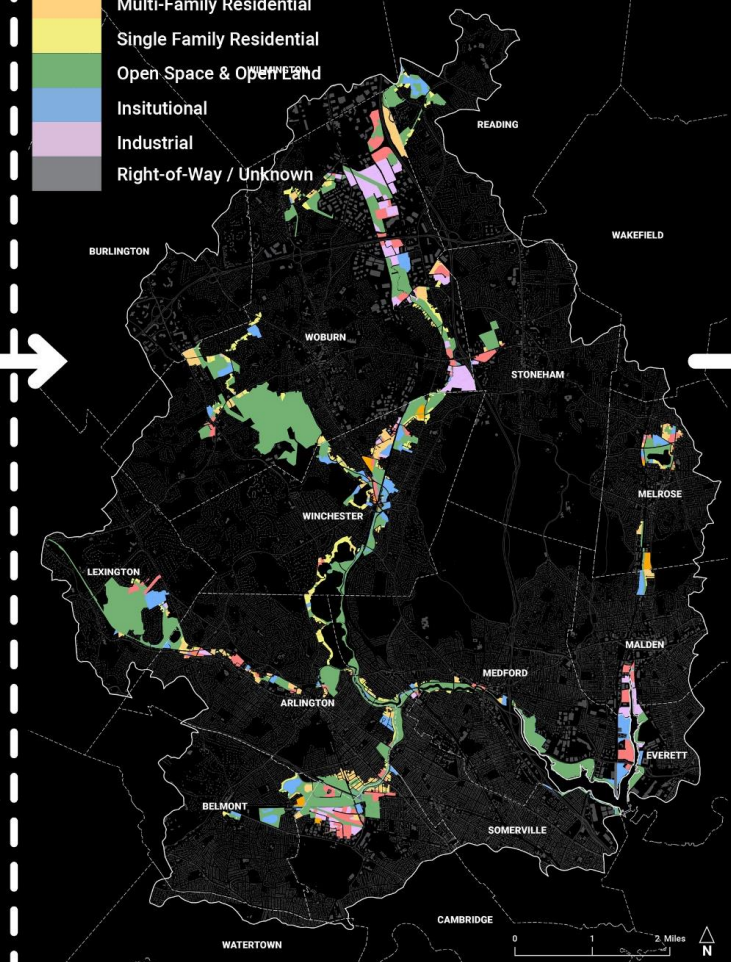 Multi-Family Residential
Single Family Residential
Open Space & Open Land
WILMINGTON
Insitutional
Industrial
Right-of-Way / Unknown
READING
WAKEFIELD
BURLINGTON
WOBURN
STONEHAM
MELROSE
WINCHESTER
LEXINGTON
MALDEN
MEDFORD
ARLINGTON
EVERETT
BELMONT
SOMERVILLE
CAMBRIDGE
WATERTOWN
0 1 2 Miles
N